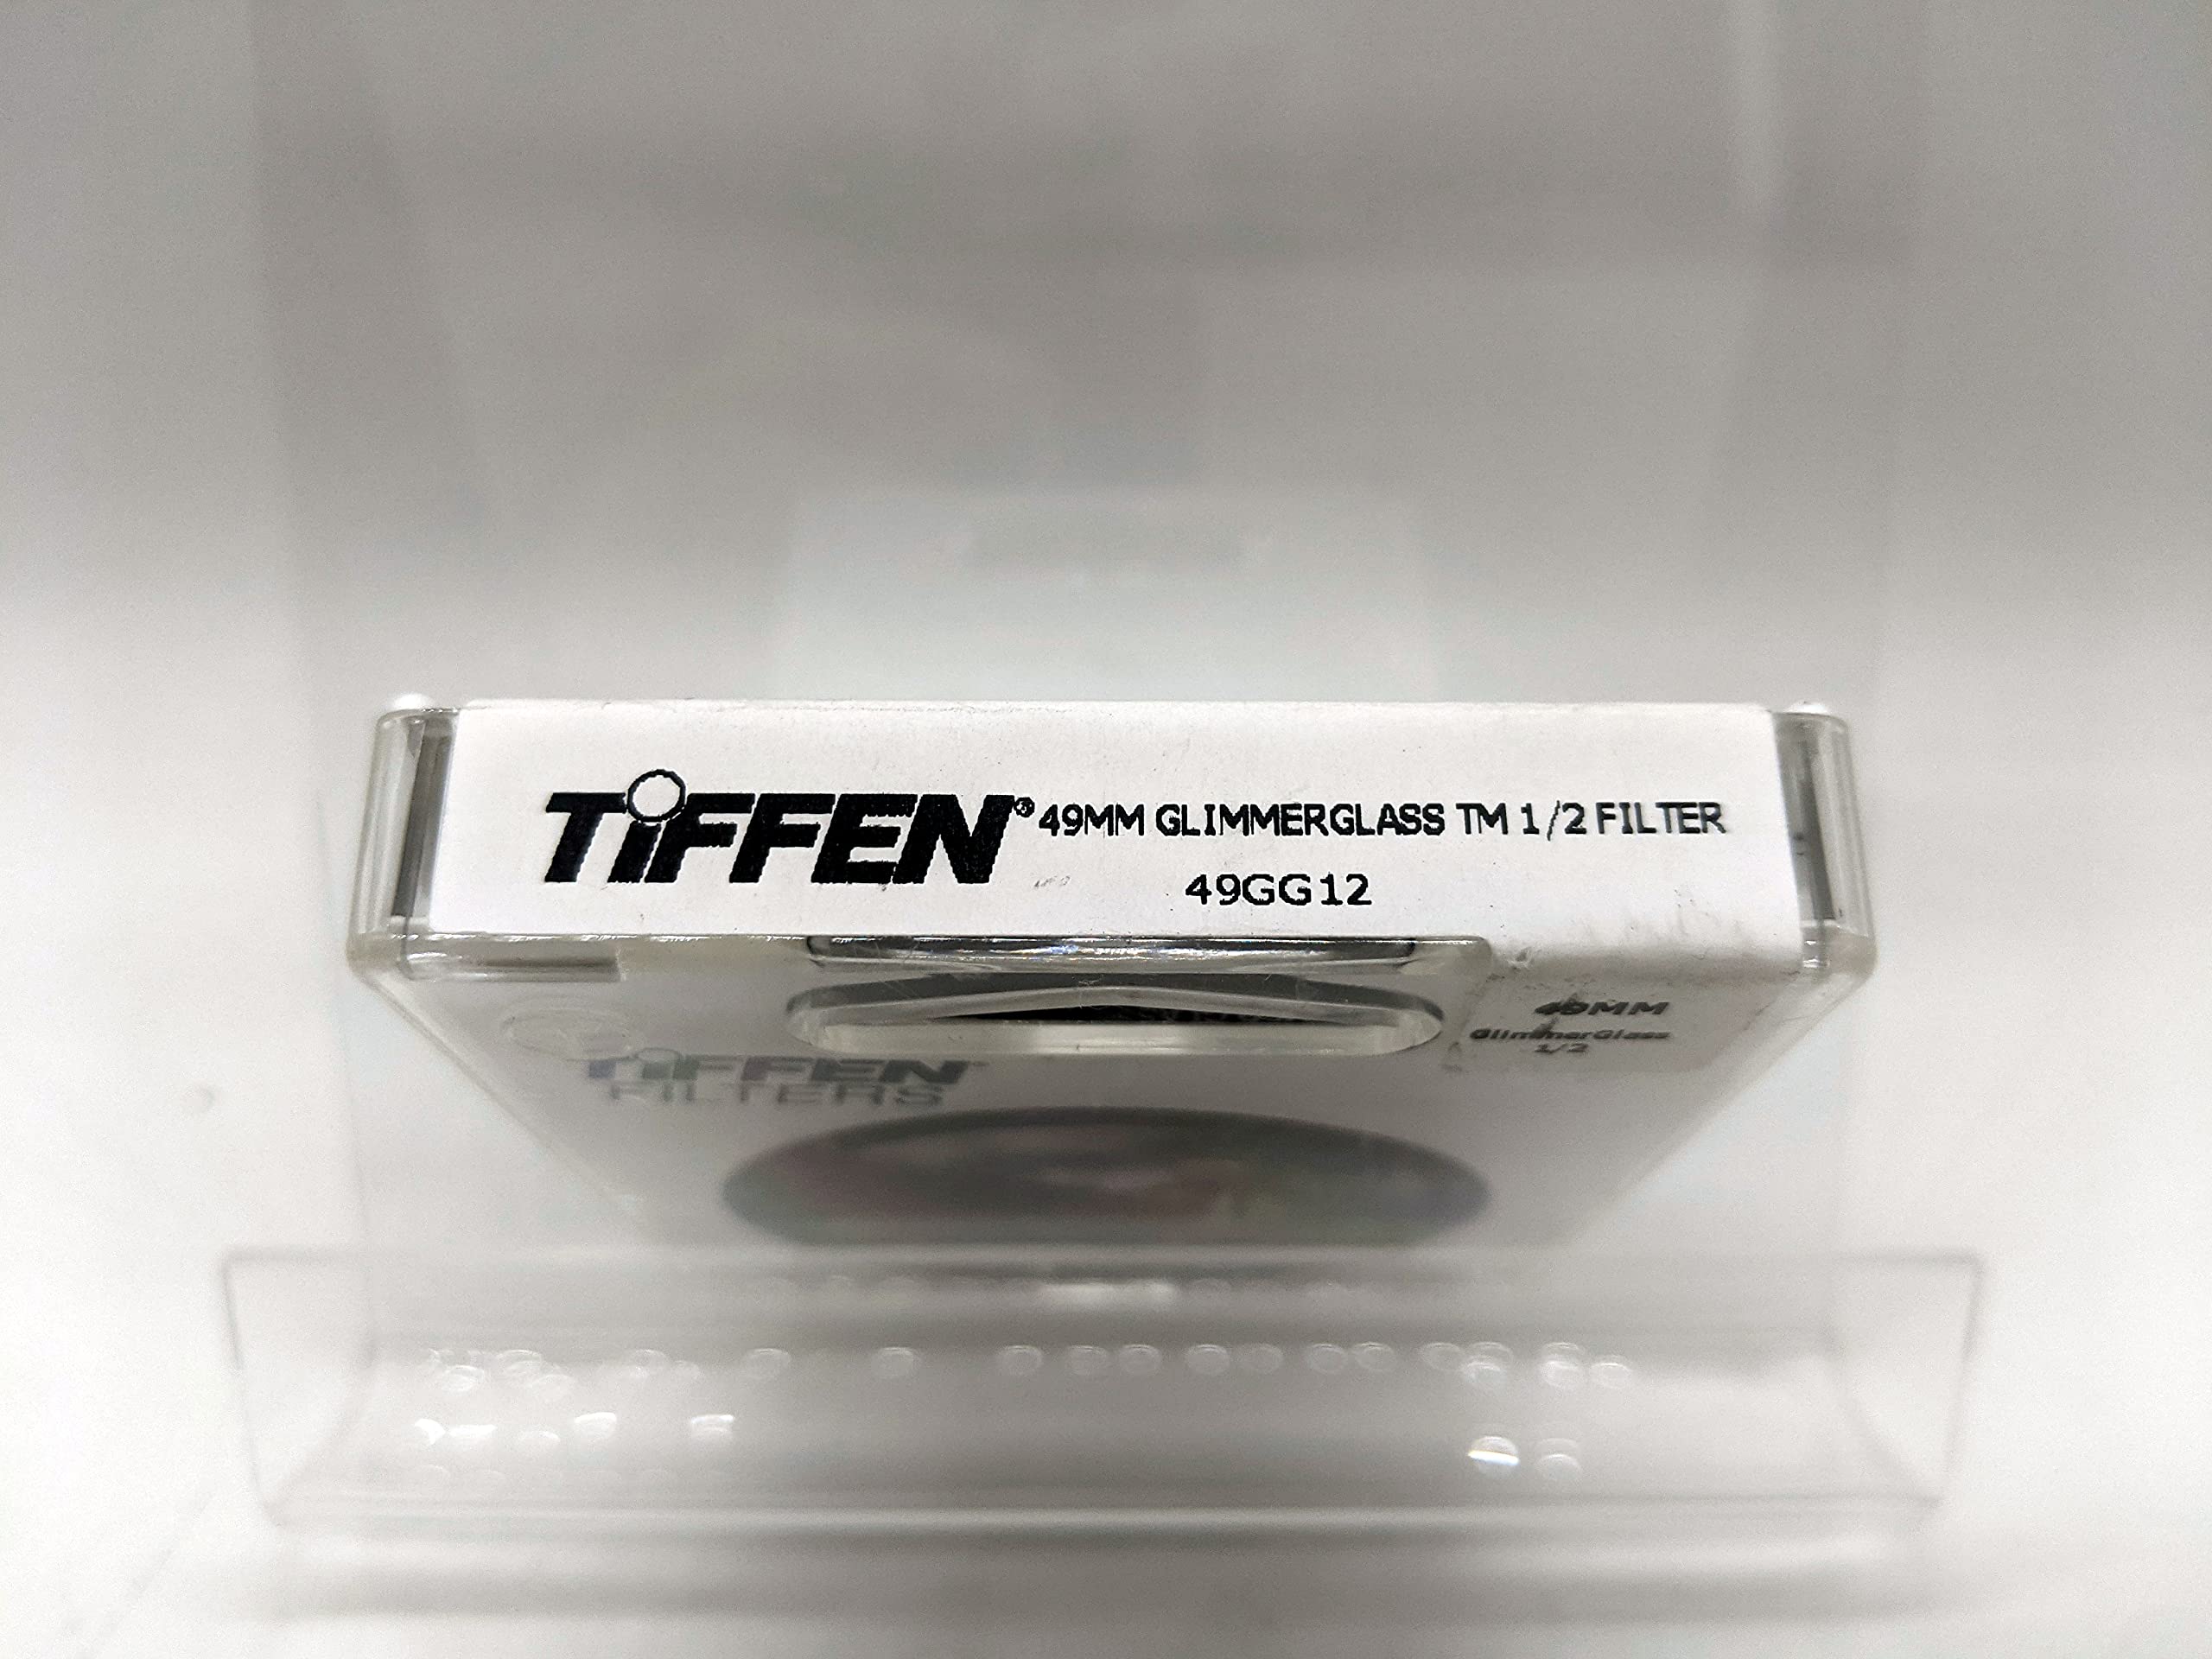 TiFFEN® 49MM GLIMMERGLASS TM 1/2 FILTER
49GG12
49MM
GlimmerGlass
1/2
TiFFEN
FILTERS